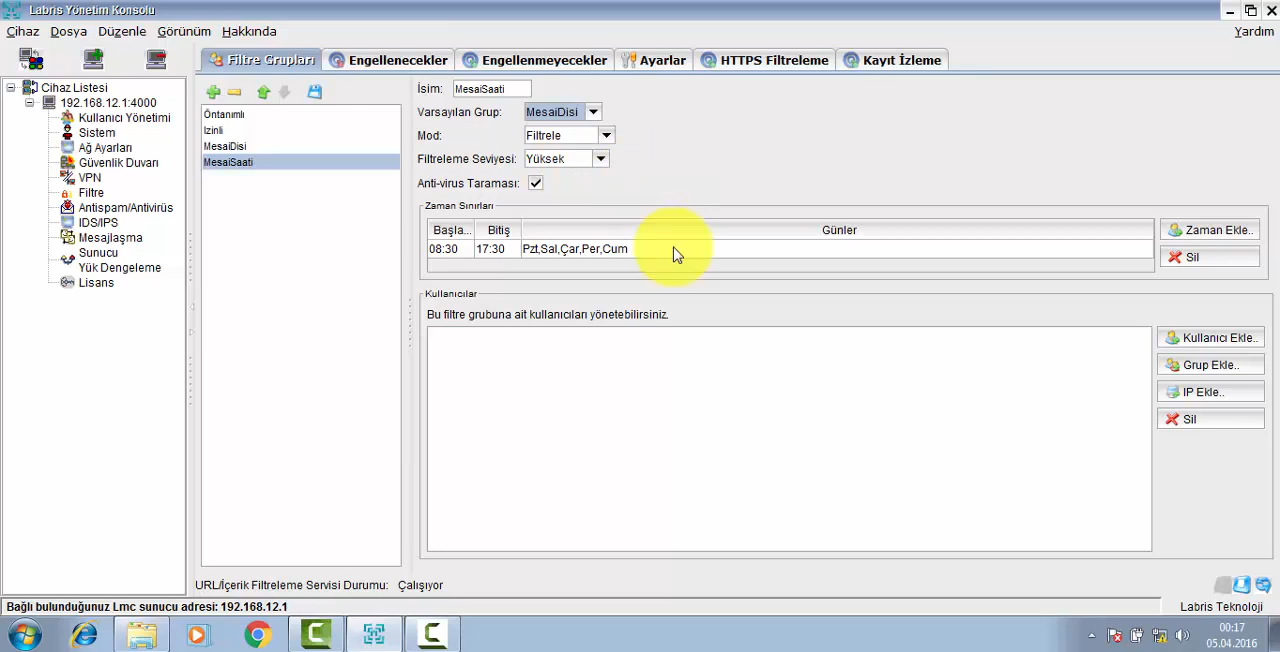 Labris Yönetim Konsolu
Cihaz Dosya Düzenle Görünüm Hakkında Yardım
Filtre Grupları Engellenecekler Engellenmeyecekler Ayarlar HTTPS Filtreleme Kayıt İzleme
Cihaz Listesi
192.168.12.1:4000
Kullanıcı Yönetimi
Sistem
Ağ Ayarları
Güvenlik Duvarı
VPN
Filtre
Antispam/Antivirüs
IDS/IPS
Mesajlaşma
Sunucu
Yük Dengeleme
Lisans
Öntanımlı
Izinli
MesaiDisi
MesaiSaati
İsim: MesaiSaati
Varsayılan Grup: MesaiDisi
Mod: Filtrele
Filtreleme Seviyesi: Yüksek
Anti-virus Taraması:
Zaman Sınırları
Başla... Bitiş Günler
08:30 17:30 Pzt,Sal,Çar,Per,Cum
Zaman Ekle..
Sil
Kullanıcılar
Bu filtre grubuna ait kullanıcıları yönetebilirsiniz.
Kullanıcı Ekle..
Grup Ekle..
IP Ekle..
Sil
URL/İçerik Filtreleme Servisi Durumu: Çalışıyor
Bağlı bulunduğunuz Lmc sunucu adresi: 192.168.12.1
Labris Teknoloji
00:17
05.04.2016